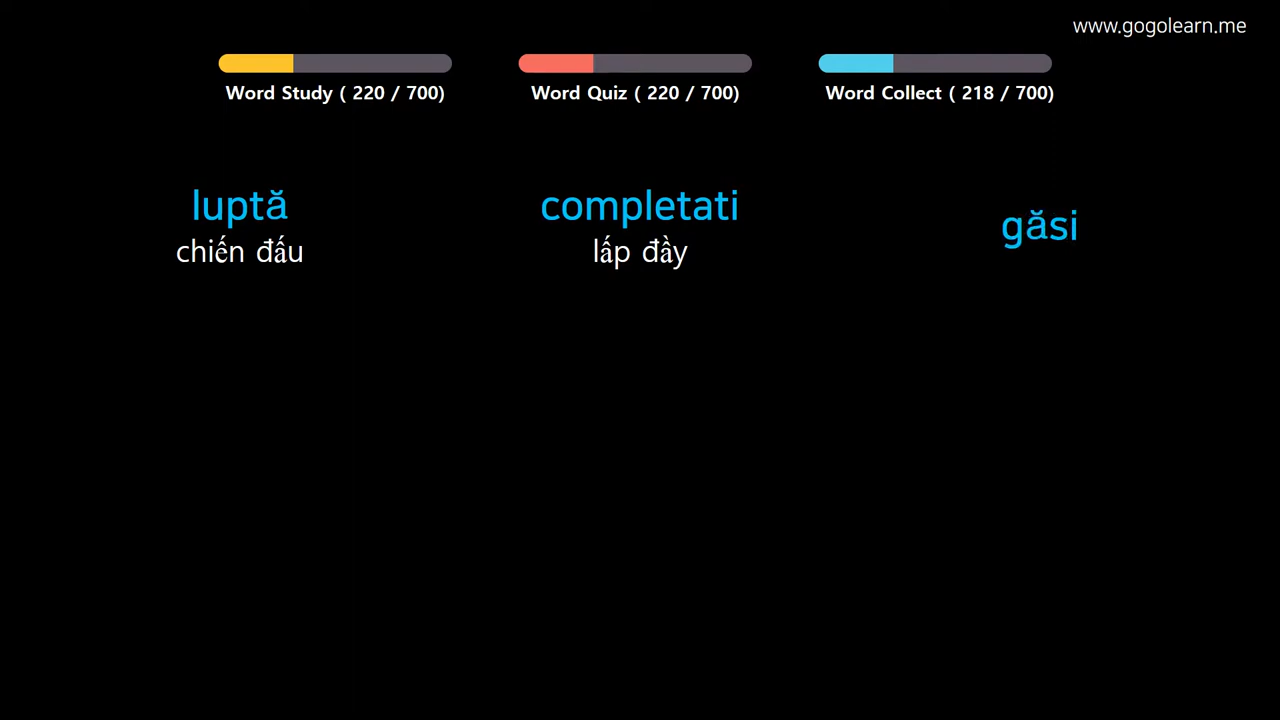 www.gogolearn.me
Word Study ( 220 / 700)
Word Quiz ( 220 / 700)
Word Collect ( 218 / 700)
luptă
chiến đấu
completati
lấp đầy
găsi